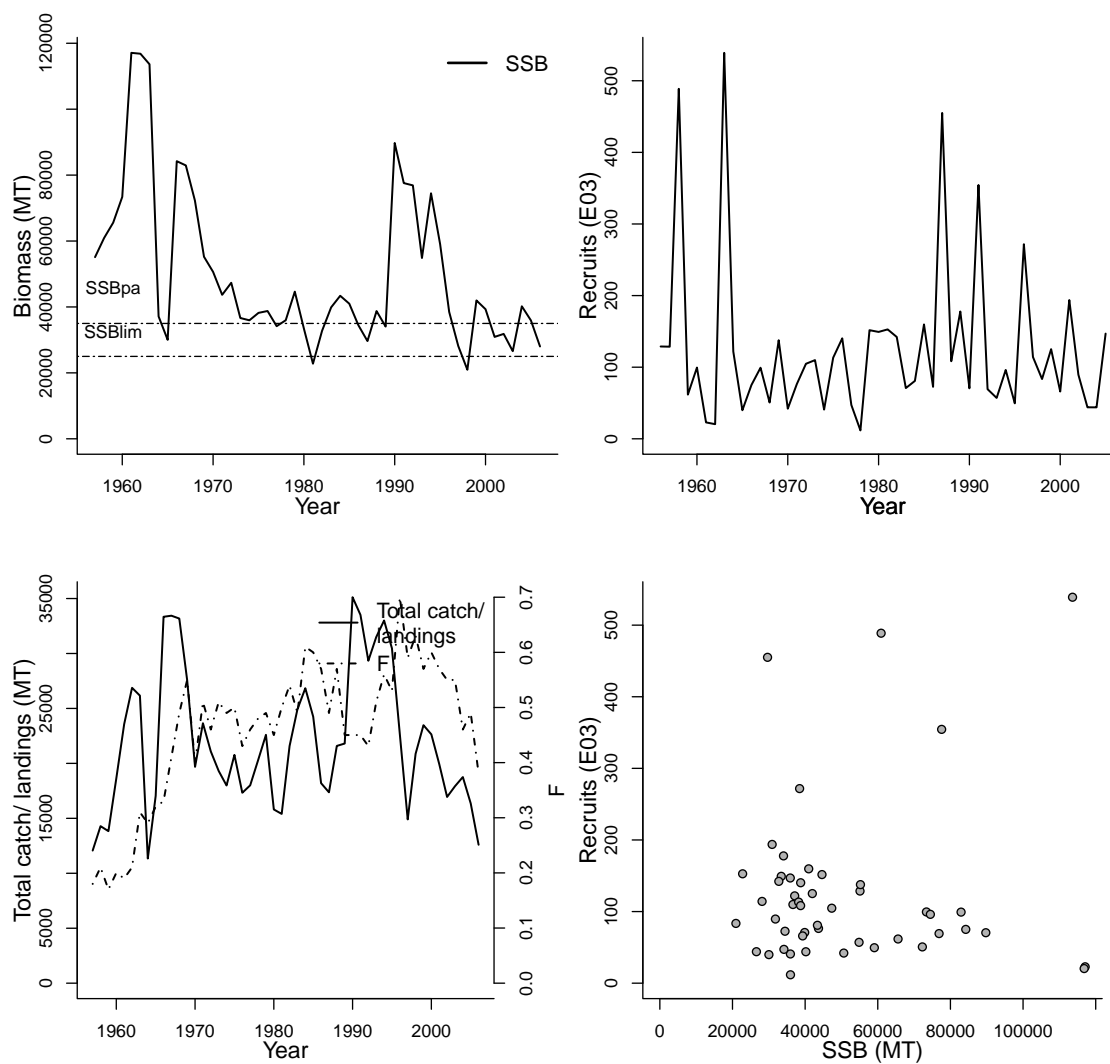 SSB
SSBpa
SSBlim
Biomass (MT)
0
20000
40000
60000
80000
120000
1960 1970 1980 1990 2000
Year
Recruits (E03)
0
100
200
300
400
500
1960 1970 1980 1990 2000
Year
Total catch/ landings (MT)
0
5000
15000
25000
35000
Total catch/
landings
F
0.0
0.1
0.2
0.3
0.4
0.5
0.6
0.7
F
1960 1970 1980 1990 2000
Year
Recruits (E03)
0
100
200
300
400
500
0 20000 40000 60000 80000 100000
SSB (MT)